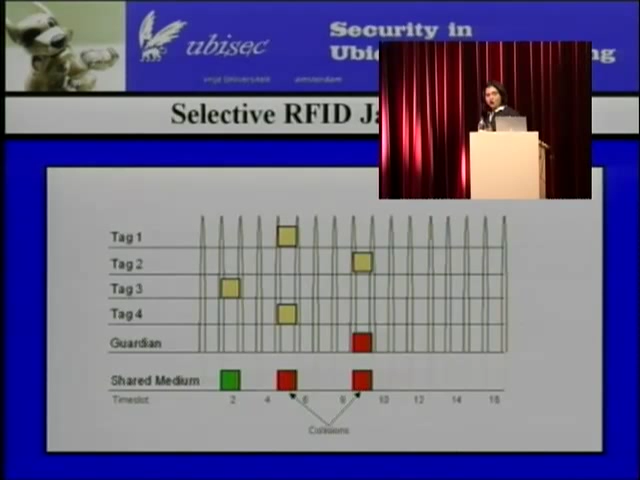 Security in
ubisec
Ubi ng
vrije Universiteit amsterdam
Selective RFID Ja
Tag 1
Tag 2
Tag 3
Tag 4
Guardian
Shared Medium
Timeslot 2 4 6 8 10 12 14 16
Collisions